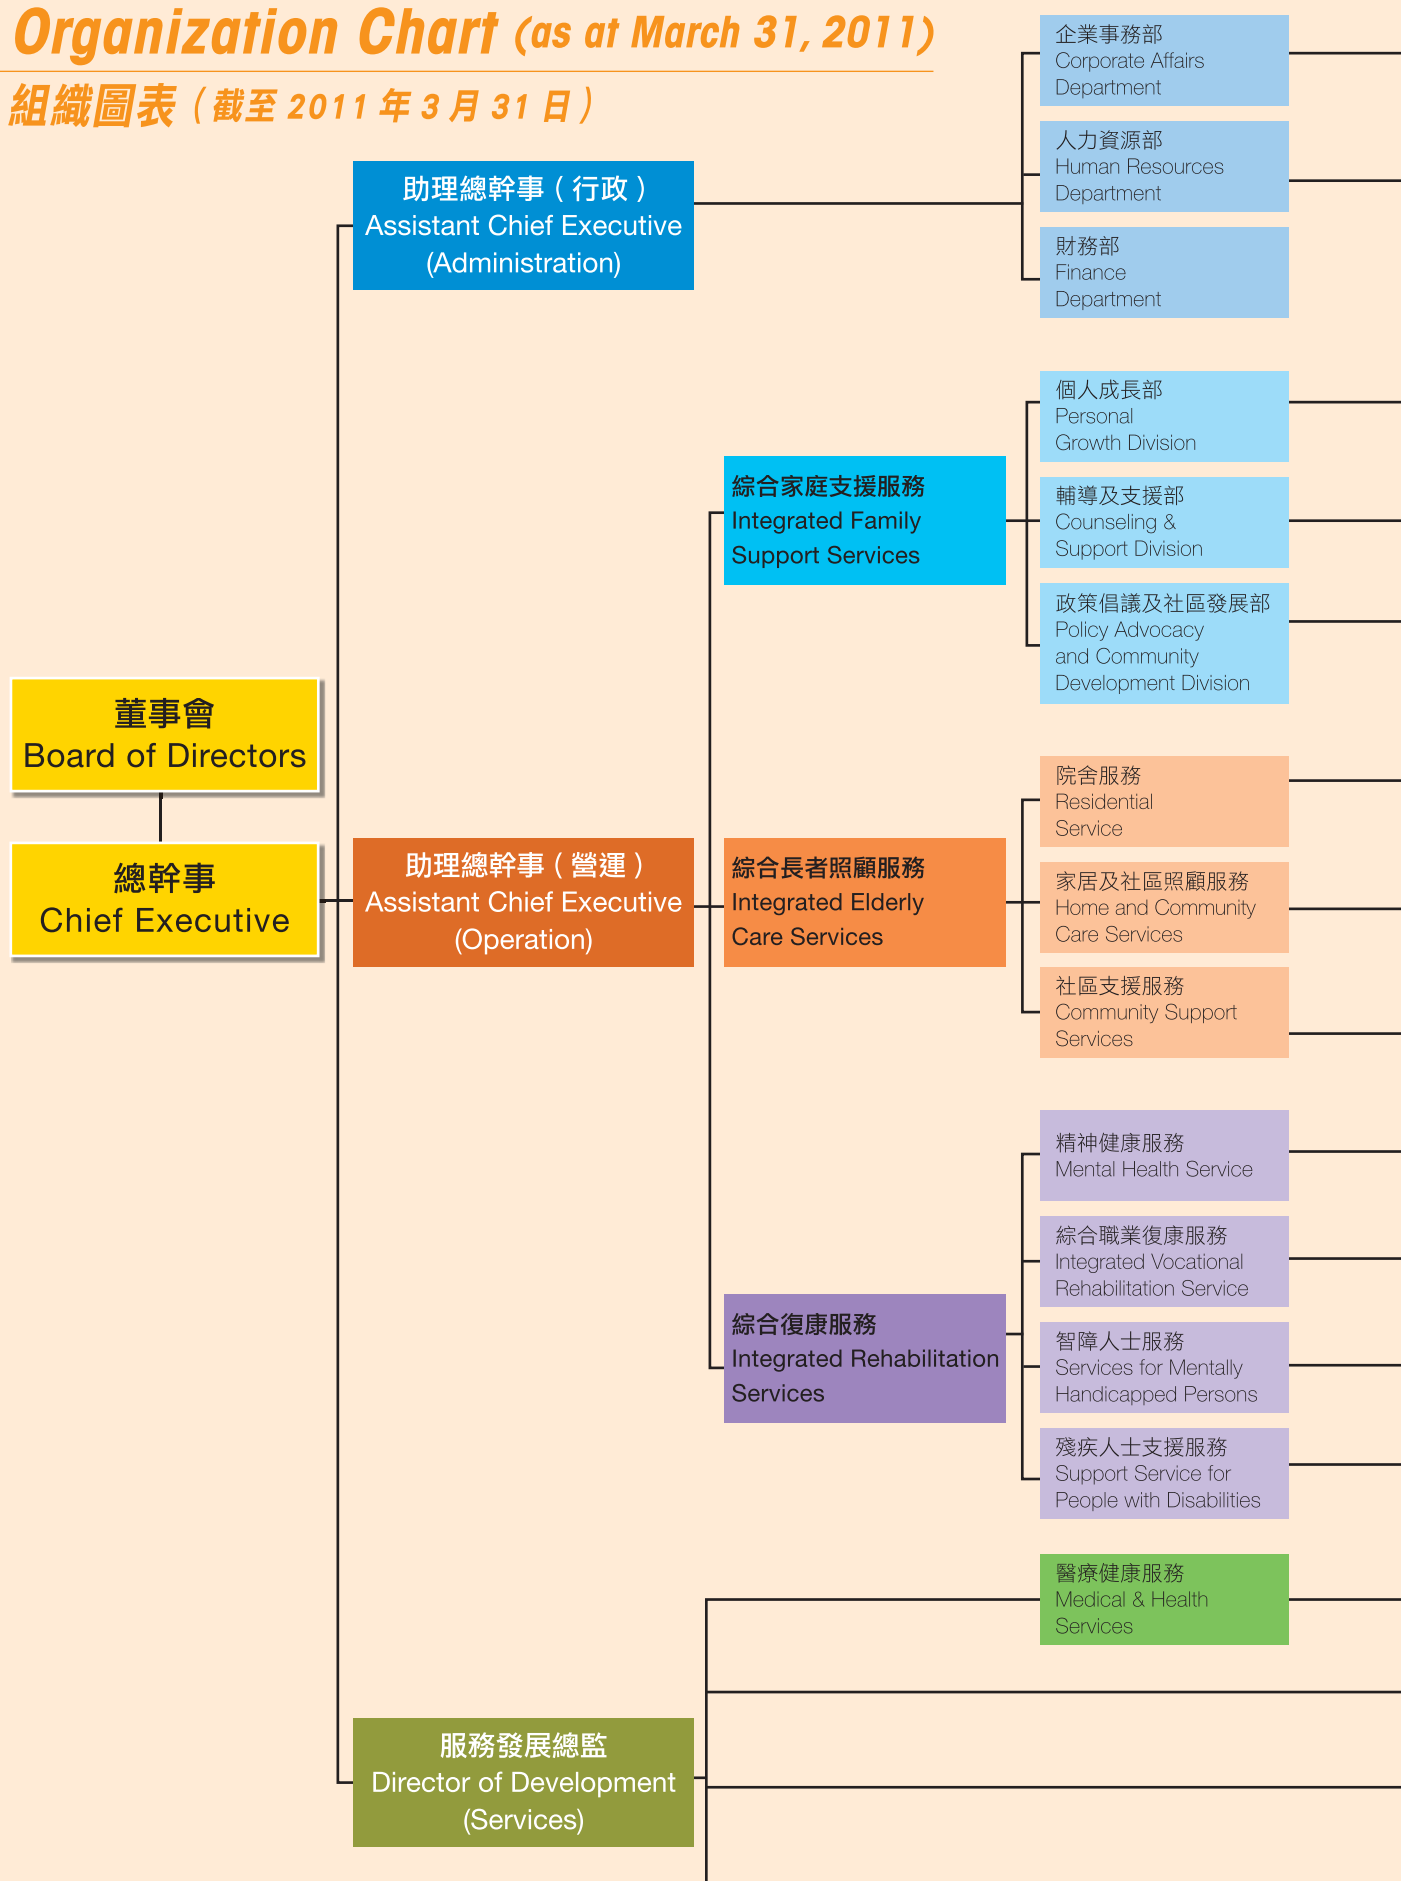 Organization Chart (as at March 31, 2011)
組織圖表（截至 2011 年 3 月 31 日）
董事會
Board of Directors
總幹事
Chief Executive
助理總幹事（行政）
Assistant Chief Executive
(Administration)
企業事務部
Corporate Affairs
Department
人力資源部
Human Resources
Department
財務部
Finance
Department
助理總幹事（營運）
Assistant Chief Executive
(Operation)
綜合家庭支援服務
Integrated Family
Support Services
個人成長部
Personal
Growth Division
輔導及支援部
Counseling &
Support Division
政策倡議及社區發展部
Policy Advocacy
and Community
Development Division
綜合長者照顧服務
Integrated Elderly
Care Services
院舍服務
Residential
Service
家居及社區照顧服務
Home and Community
Care Services
社區支援服務
Community Support
Services
綜合復康服務
Integrated Rehabilitation
Services
精神健康服務
Mental Health Service
綜合職業復康服務
Integrated Vocational
Rehabilitation Service
智障人士服務
Services for Mentally
Handicapped Persons
殘疾人士支援服務
Support Service for
People with Disabilities
服務發展總監
Director of Development
(Services)
醫療健康服務
Medical & Health
Services